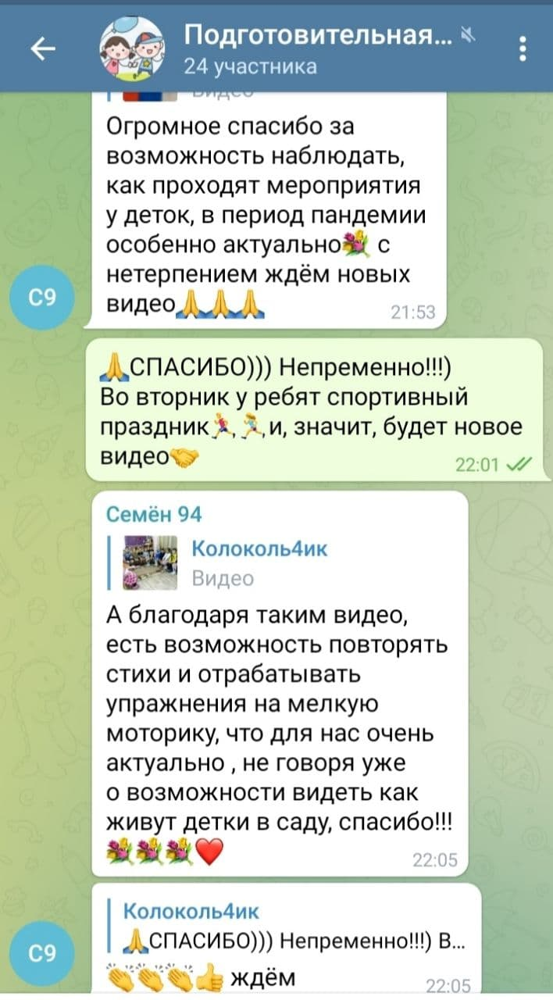 Подготовительная...
24 участника
Видео
Огромное спасибо за
возможность наблюдать,
как проходят мероприятия
у деток, в период пандемии
особенно актуально💐 с
нетерпением ждём новых
видео🙏🙏🙏
21:53
С9
🙏СПАСИБО))) Непременно!!!)
Во вторник у ребят спортивный
праздник🏃‍♀️,🏃‍♂️,и, значит, будет новое
видео🤝
22:01
Семён 94
Колоколь4ик
Видео
А благодаря таким видео,
есть возможность повторять
стихи и отрабатывать
упражнения на мелкую
моторику, что для нас очень
актуально , не говоря уже
о возможности видеть как
живут детки в саду, спасибо!!!
💐💐💐❤️
22:05
Колоколь4ик
🙏СПАСИБО))) Непременно!!!) В...
👏👏👏👍 ждём
22:05
С9